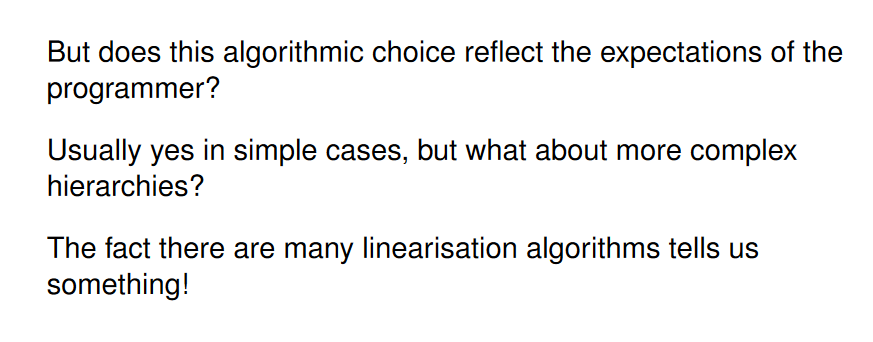 But does this algorithmic choice reflect the expectations of the
programmer?
Usually yes in simple cases, but what about more complex
hierarchies?
The fact there are many linearisation algorithms tells us
something!